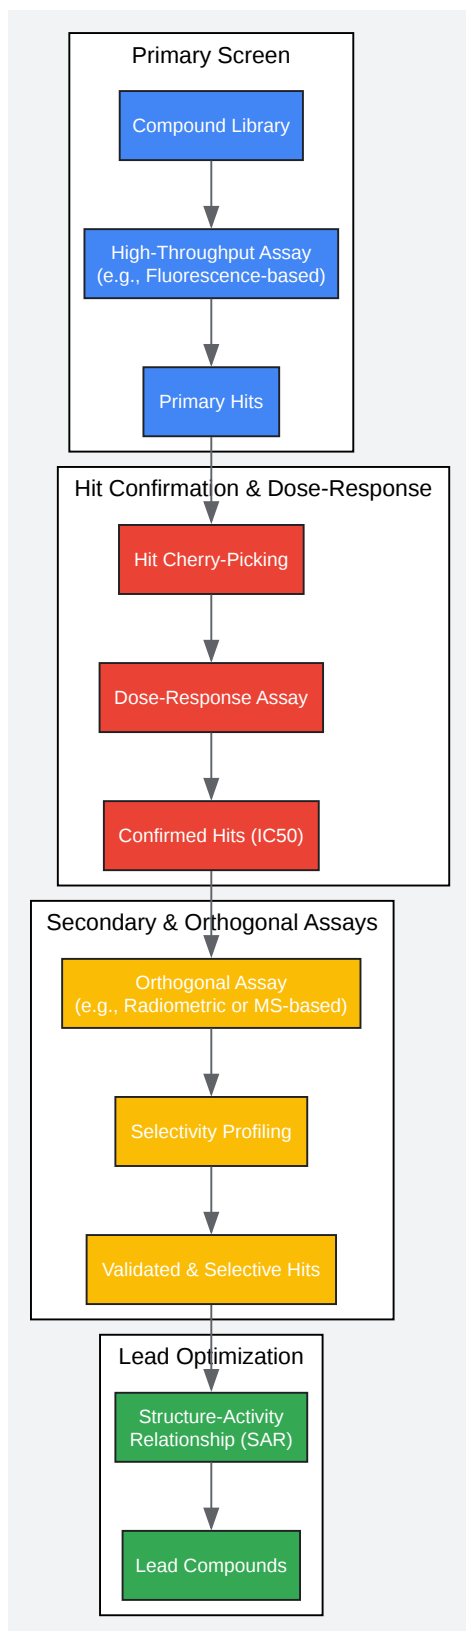 Primary Screen
Compound Library
High-Throughput Assay
(e.g., Fluorescence-based)
Primary Hits
Hit Confirmation & Dose-Response
Hit Cherry-Picking
Dose-Response Assay
Confirmed Hits (IC50)
Secondary & Orthogonal Assays
Orthogonal Assay
(e.g., Radiometric or MS-based)
Selectivity Profiling
Validated & Selective Hits
Lead Optimization
Structure-Activity
Relationship (SAR)
Lead Compounds